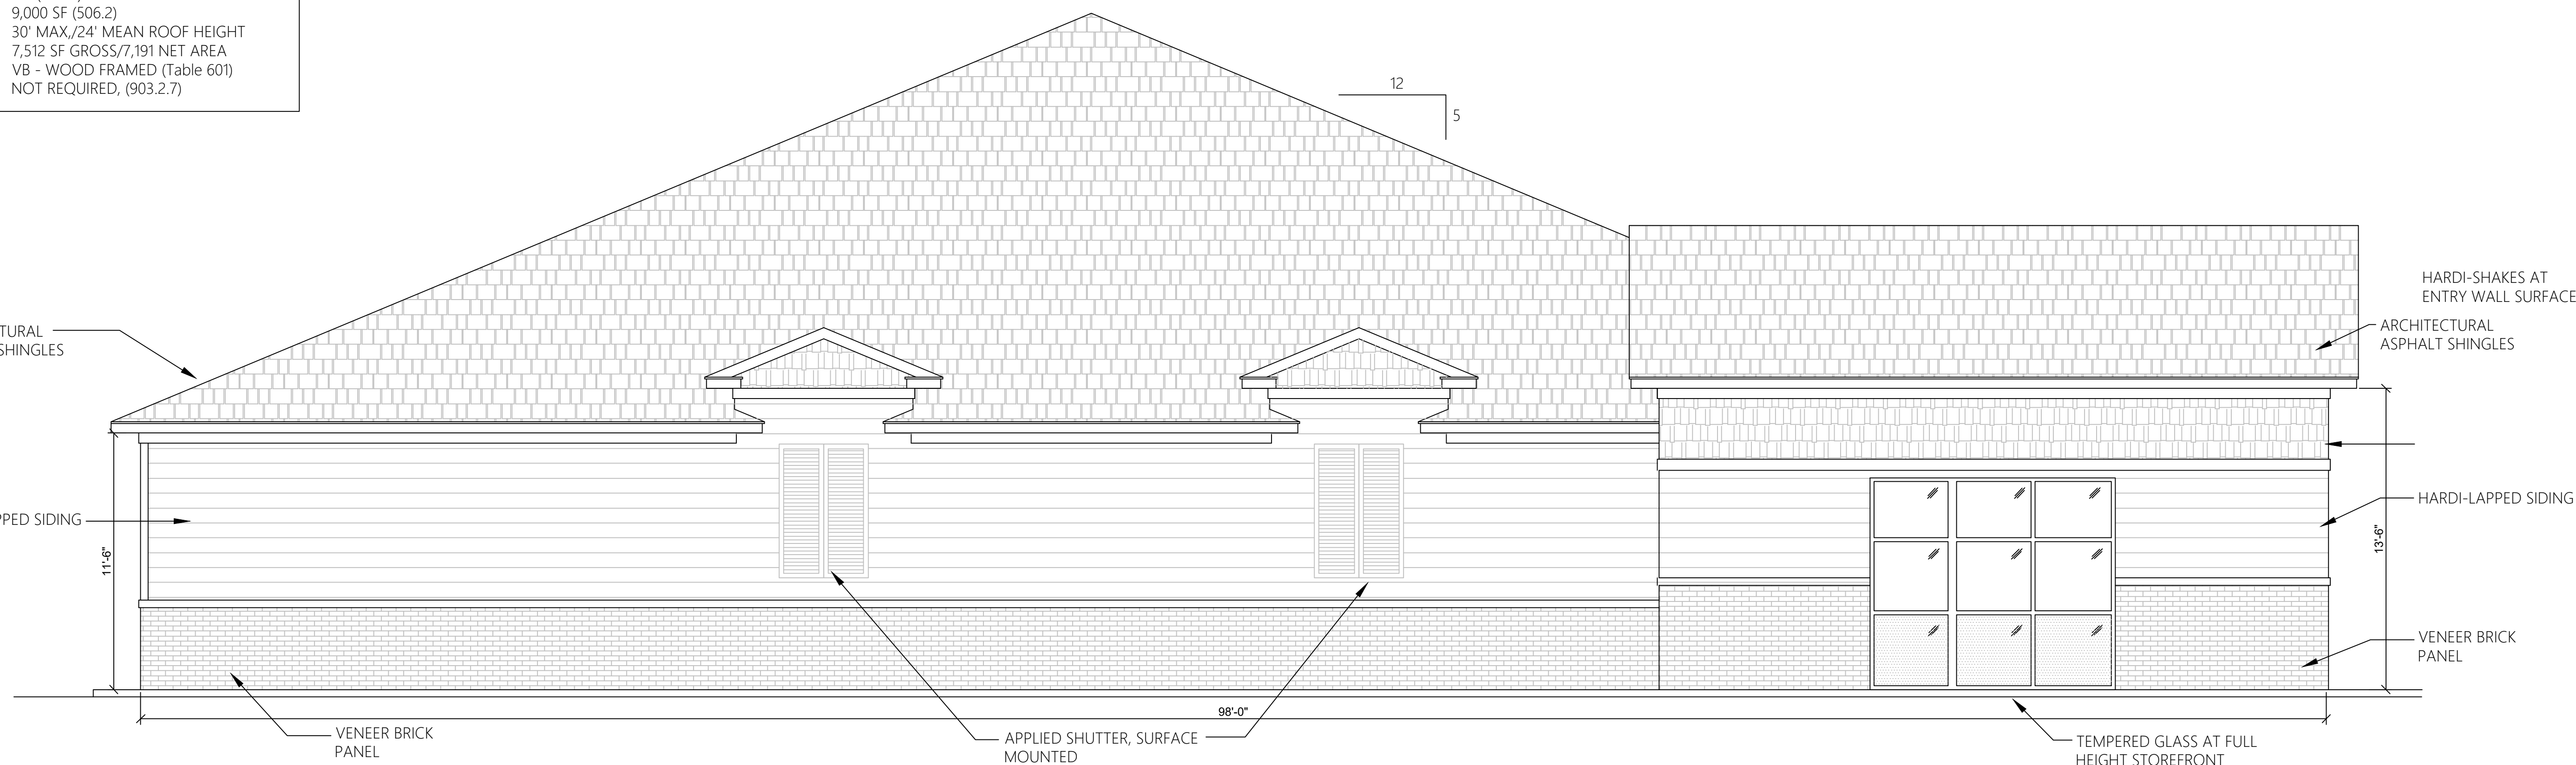 9,000 SF (506.2)
30' MAX,/24' MEAN ROOF HEIGHT
7,512 SF GROSS/7,191 NET AREA
VB - WOOD FRAMED (Table 601)
NOT REQUIRED, (903.2.7)
12
5
HARDI-SHAKES AT
ENTRY WALL SURFACE
TURAL
SHINGLES
ARCHITECTURAL
ASPHALT SHINGLES
PPED SIDING
HARDI-LAPPED SIDING
11'-6"
13'-6"
VENEER BRICK
PANEL
98'-0"
VENEER BRICK
PANEL
APPLIED SHUTTER, SURFACE
MOUNTED
TEMPERED GLASS AT FULL
HEIGHT STOREFRONT